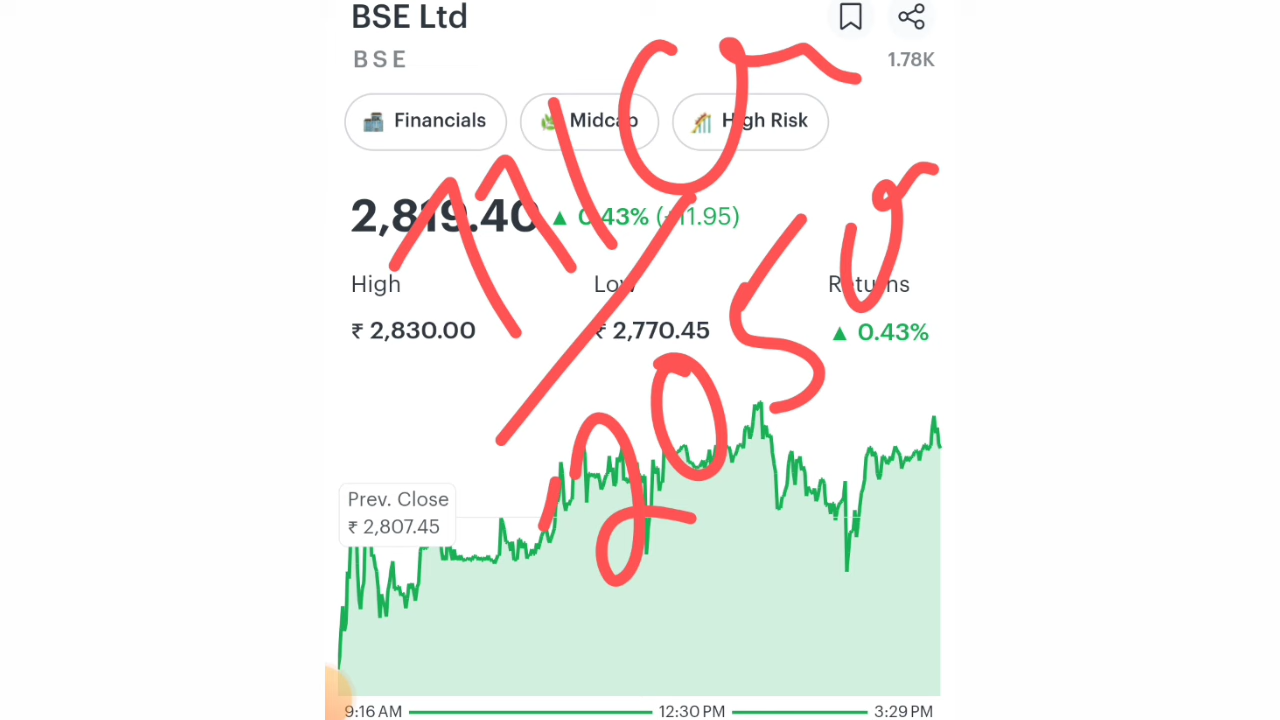 BSE Ltd
BSE
1.78K
Financials Midcap High Risk
2,819.40 ▲ 0.43% (+11.95)
High Low Returns
₹ 2,830.00 ₹ 2,770.45 ▲ 0.43%
Prev. Close
₹ 2,807.45
9:16 AM 12:30 PM 3:29 PM